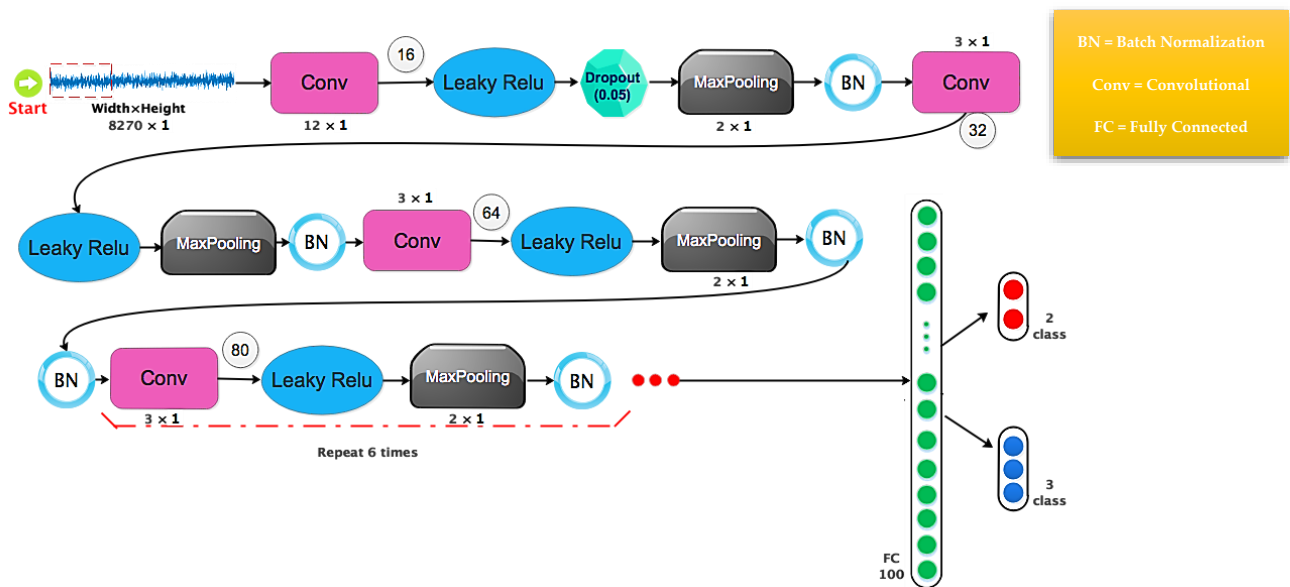 Start
Width×Height
8270 × 1
Conv
12 × 1
16
Leaky Relu
Dropout
(0.05)
MaxPooling
2 × 1
BN
3 × 1
Conv
32
BN = Batch Normalization
Conv = Convolutional
FC = Fully Connected
Leaky Relu
MaxPooling
BN
3 × 1
Conv
64
Leaky Relu
MaxPooling
2 × 1
BN
BN
Conv
3 × 1
80
Leaky Relu
MaxPooling
2 × 1
BN
Repeat 6 times
FC
100
2
class
3
class